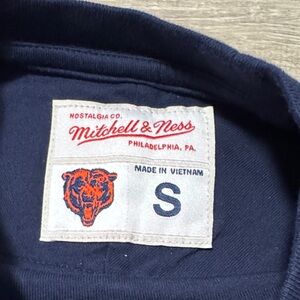 NOSTALGIA CO.
Mitchell & Ness
PHILADELPHIA, PA.
MADE IN VIETNAM
S